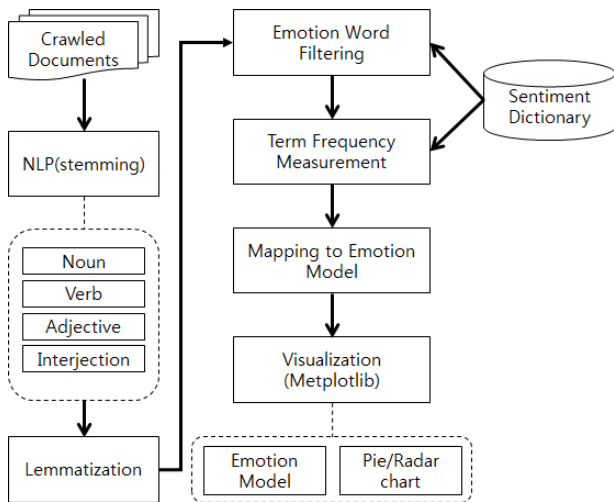 Crawled
Documents
NLP(stemming)
Noun
Verb
Adjective
Interjection
Lemmatization
Emotion Word
Filtering
Term Frequency
Measurement
Mapping to Emotion
Model
Visualization
(Metplotlib)
Emotion
Model
Pie/Radar
chart
Sentiment
Dictionary